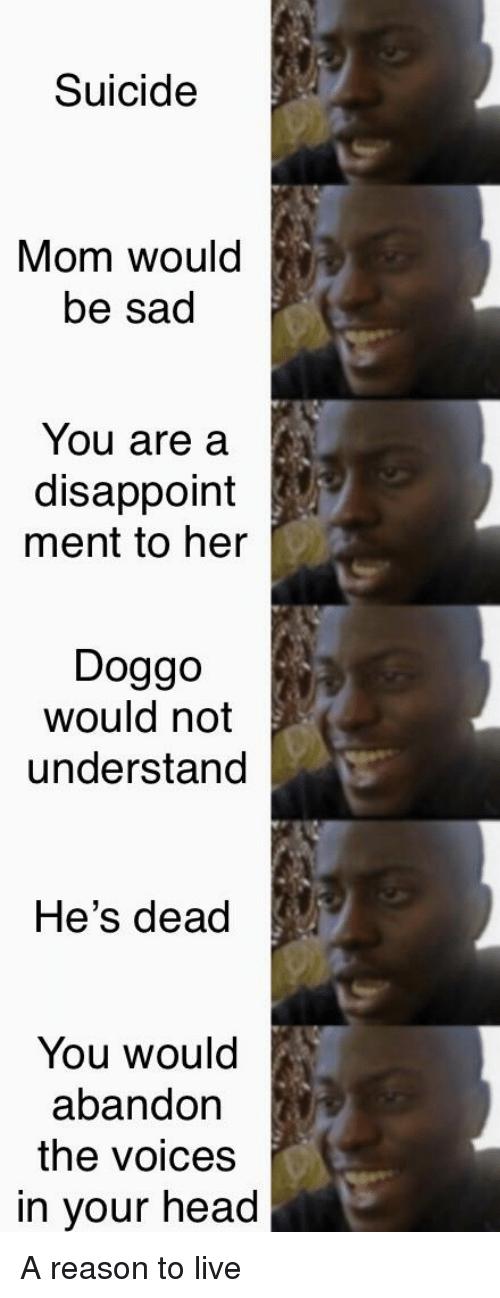 Suicide
Mom would
be sad
You are a
disappoint
ment to her
Doggo
would not
understand
He's dead
You would
abandon
the voices
in your head
A reason to live